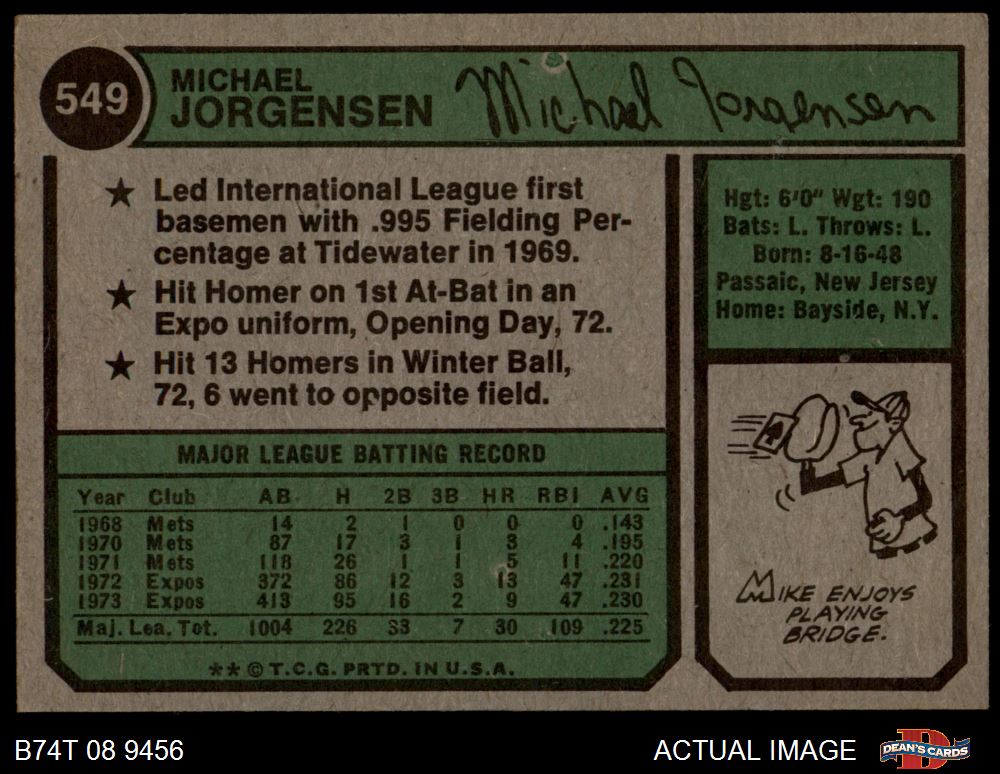 549
MICHAEL
JORGENSEN
Michael Jorgensen
★ Led International League first
basemen with .995 Fielding Per-
centage at Tidewater in 1969.
★ Hit Homer on 1st At-Bat in an
Expo uniform, Opening Day, 72.
★ Hit 13 Homers in Winter Ball,
72, 6 went to opposite field.
Hgt: 6'0" Wgt: 190
Bats: L. Throws: L.
Born: 8-16-48
Passaic, New Jersey
Home: Bayside, N.Y.
MAJOR LEAGUE BATTING RECORD
Year Club AB H 2B 3B HR RBI AVG
1968 Mets 14 2 1 0 0 0 .143
1970 Mets 87 17 3 1 3 4 .195
1971 Mets 118 26 1 1 5 11 .220
1972 Expos 372 86 12 3 13 47 .231
1973 Expos 413 95 16 2 9 47 .230
Maj. Lea. Tot. 1004 226 33 7 30 109 .225
** © T.C.G. PRTD. IN U.S.A.
MIKE ENJOYS
PLAYING
BRIDGE.
B74T 08 9456
ACTUAL IMAGE
DEAN'S CARDS